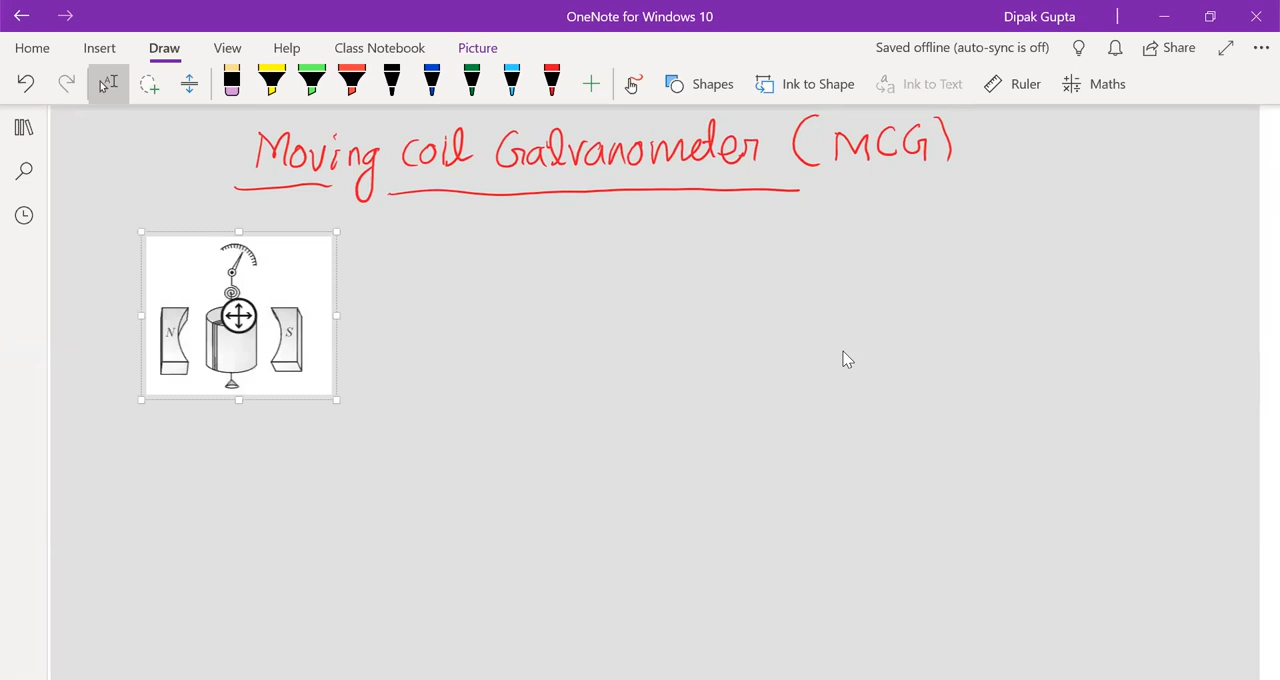 OneNote for Windows 10
Dipak Gupta
Home Insert Draw View Help Class Notebook Picture
Saved offline (auto-sync is off) Share
Shapes Ink to Shape Ink to Text Ruler Maths
Moving coil Galvanometer (MCG)
N S